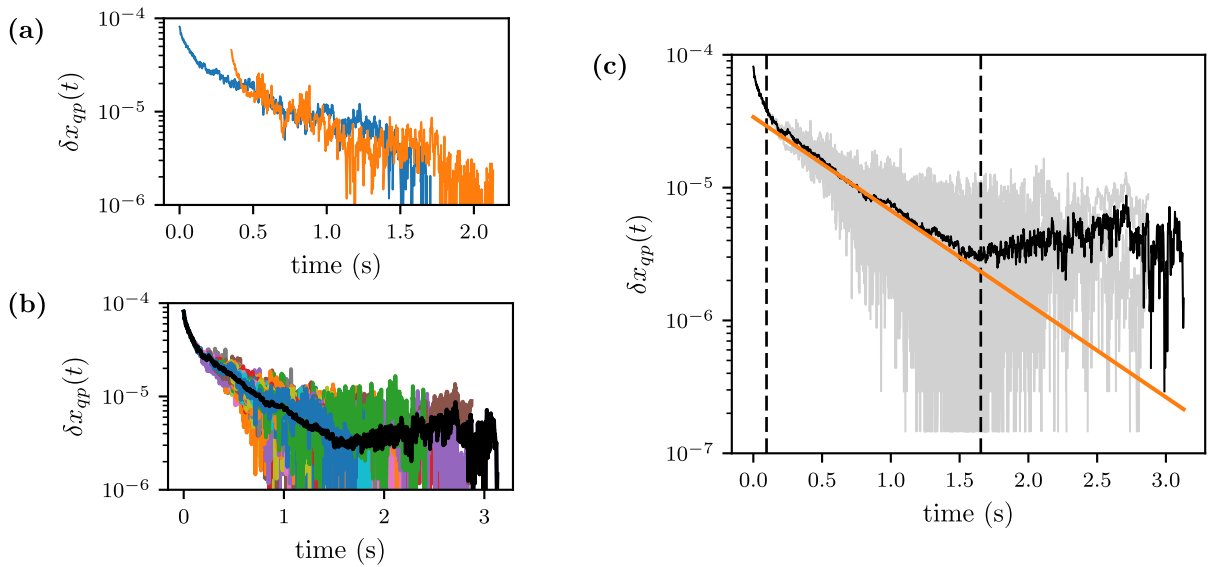 (a)
10⁻⁴
10⁻⁵
10⁻⁶
δx_qp(t)
0.0 0.5 1.0 1.5 2.0
time (s)
(b)
10⁻⁴
10⁻⁵
10⁻⁶
δx_qp(t)
0 1 2 3
time (s)
(c)
10⁻⁴
10⁻⁵
10⁻⁶
10⁻⁷
δx_qp(t)
0.0 0.5 1.0 1.5 2.0 2.5 3.0
time (s)